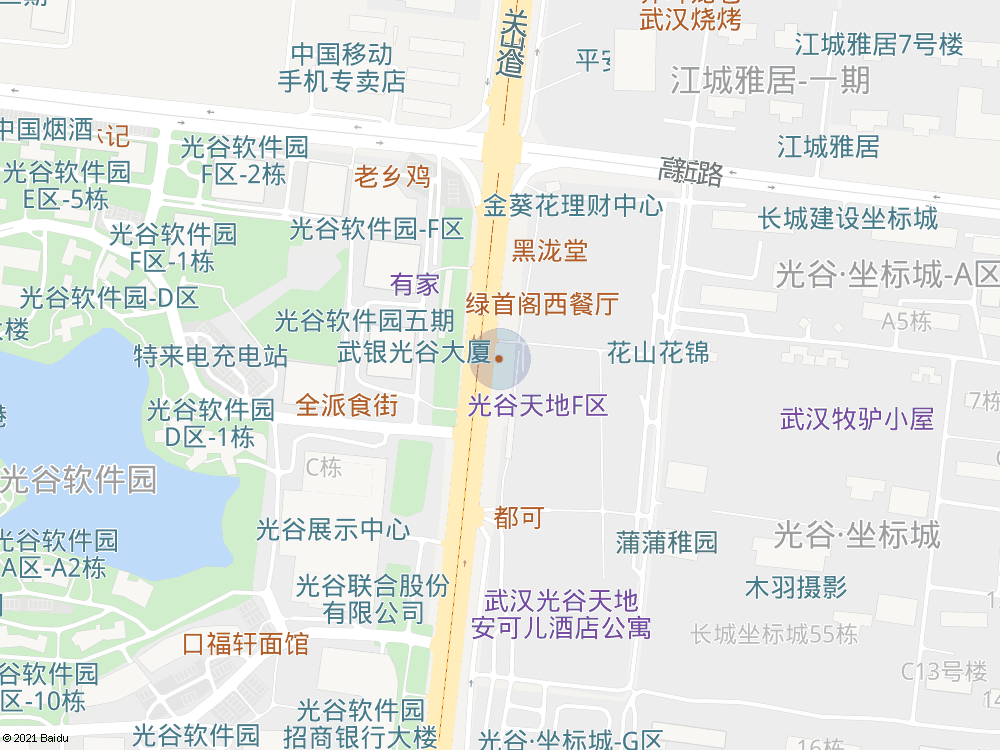 关山大道
武汉烧烤
江城雅居7号楼
中国移动
手机专卖店
平安
江城雅居-一期
中国烟酒
光谷软件园
F区-2栋
江城雅居
光谷软件园
E区-5栋
老乡鸡
高新二路
金葵花理财中心
长城建设坐标城
光谷软件园-F区
光谷软件园
F区-1栋
黑泷堂
光谷·坐标城-A区
有家
光谷软件园-D区
绿首阁西餐厅
光谷软件园五期
A5栋
大楼
特来电充电站
武银光谷大厦
花山花锦
全派食街
光谷天地F区
7栋
光谷软件园
D区-1栋
武汉牧驴小屋
C栋
光谷软件园
都可
光谷展示中心
光谷·坐标城
蒲蒲稚园
光谷软件园
A区-A2栋
光谷联合股份
有限公司
木羽摄影
武汉光谷天地
安可儿酒店公寓
长城坐标城55栋
口福轩面馆
C13号楼
谷软件园
区-10栋
光谷软件园
招商银行大楼
光谷软件园
光谷·坐标城-G区
16栋
© 2021 Baidu